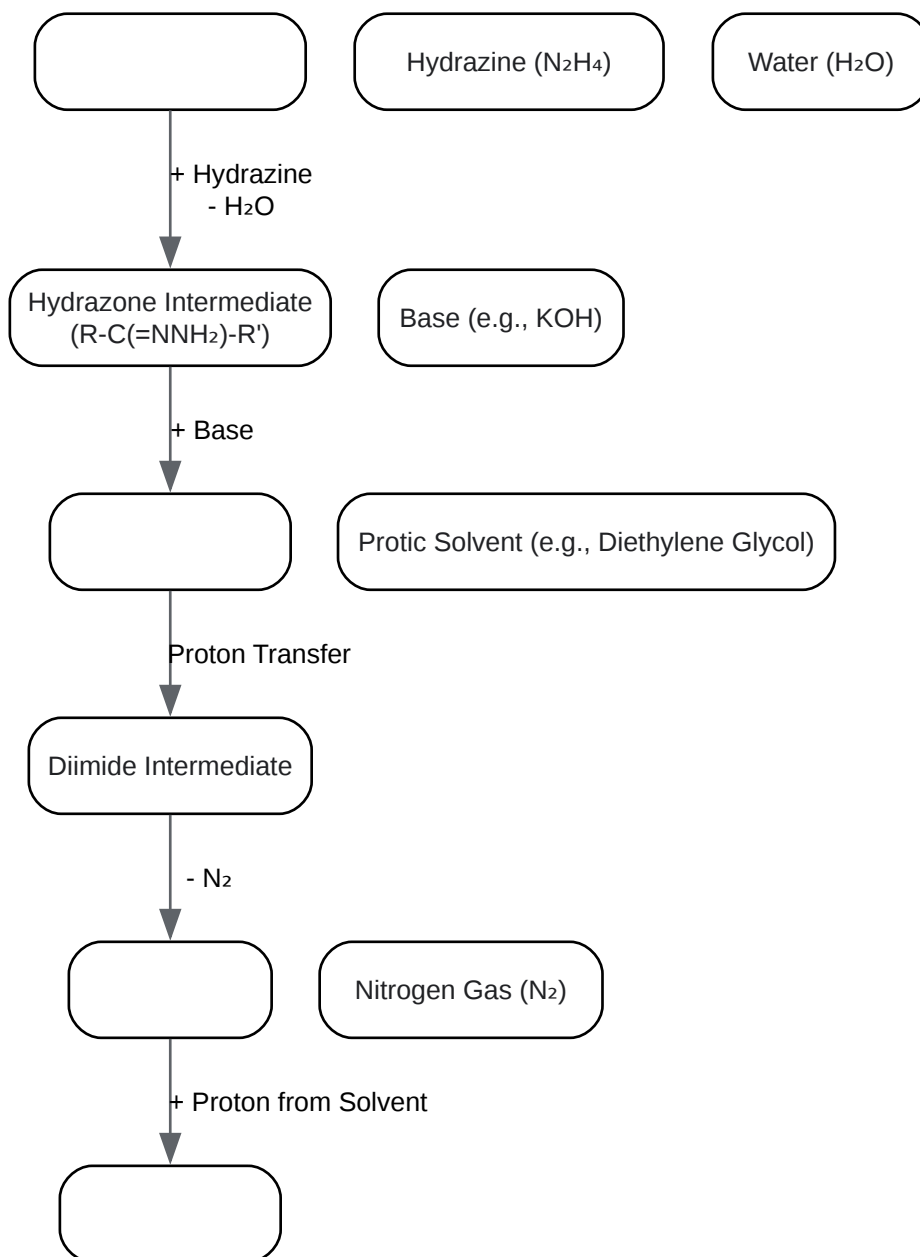 Hydrazine (N₂H₄)
Water (H₂O)
+ Hydrazine
- H₂O
Hydrazone Intermediate
(R-C(=NNH₂)-R')
Base (e.g., KOH)
+ Base
Protic Solvent (e.g., Diethylene Glycol)
Proton Transfer
Diimide Intermediate
- N₂
Nitrogen Gas (N₂)
+ Proton from Solvent